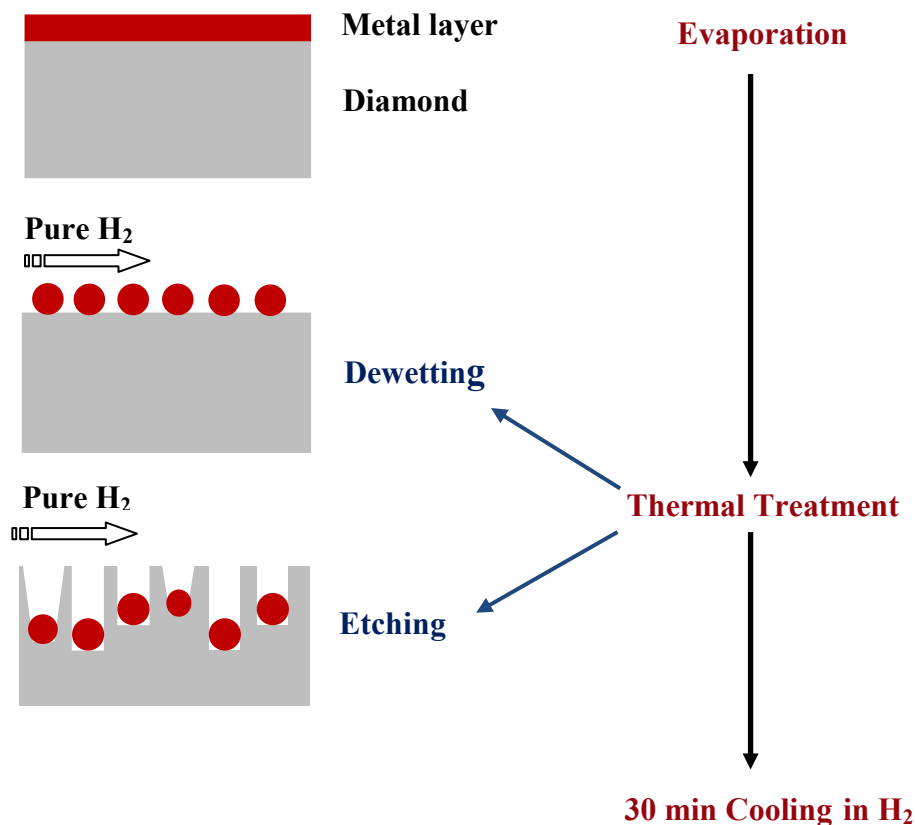 Metal layer
Evaporation
Diamond
Pure H₂
Dewetting
Pure H₂
Thermal Treatment
Etching
30 min Cooling in H₂